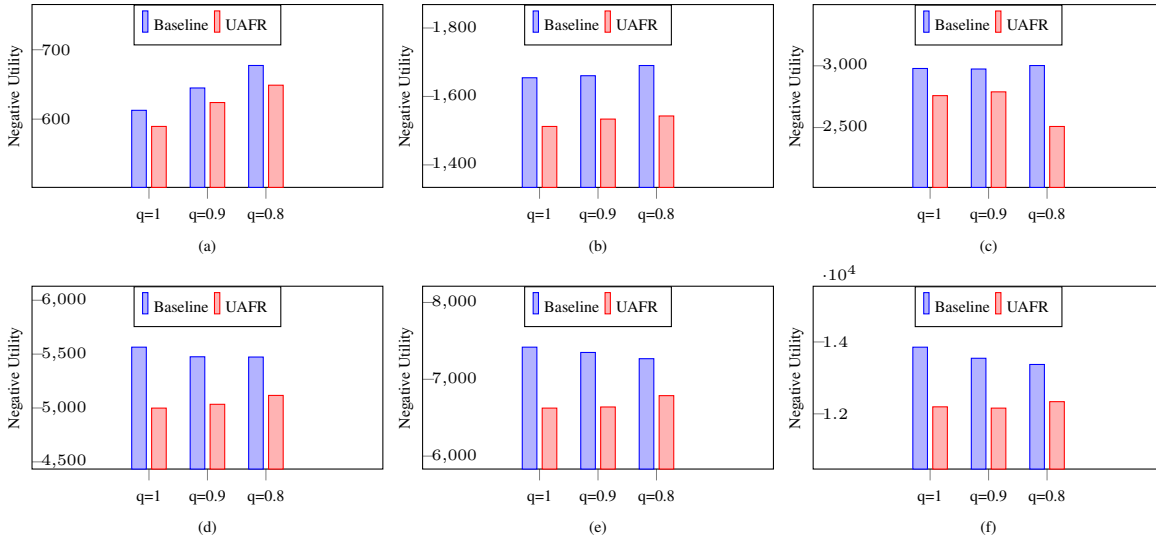 Baseline UAFR
700
600
Negative Utility
q=1 q=0.9 q=0.8
(a)
Baseline UAFR
1,800
1,600
1,400
Negative Utility
q=1 q=0.9 q=0.8
(b)
Baseline UAFR
3,000
2,500
Negative Utility
q=1 q=0.9 q=0.8
(c)
Baseline UAFR
6,000
5,500
5,000
4,500
Negative Utility
q=1 q=0.9 q=0.8
(d)
Baseline UAFR
8,000
7,000
6,000
Negative Utility
q=1 q=0.9 q=0.8
(e)
·10⁴
Baseline UAFR
1.4
1.2
Negative Utility
q=1 q=0.9 q=0.8
(f)